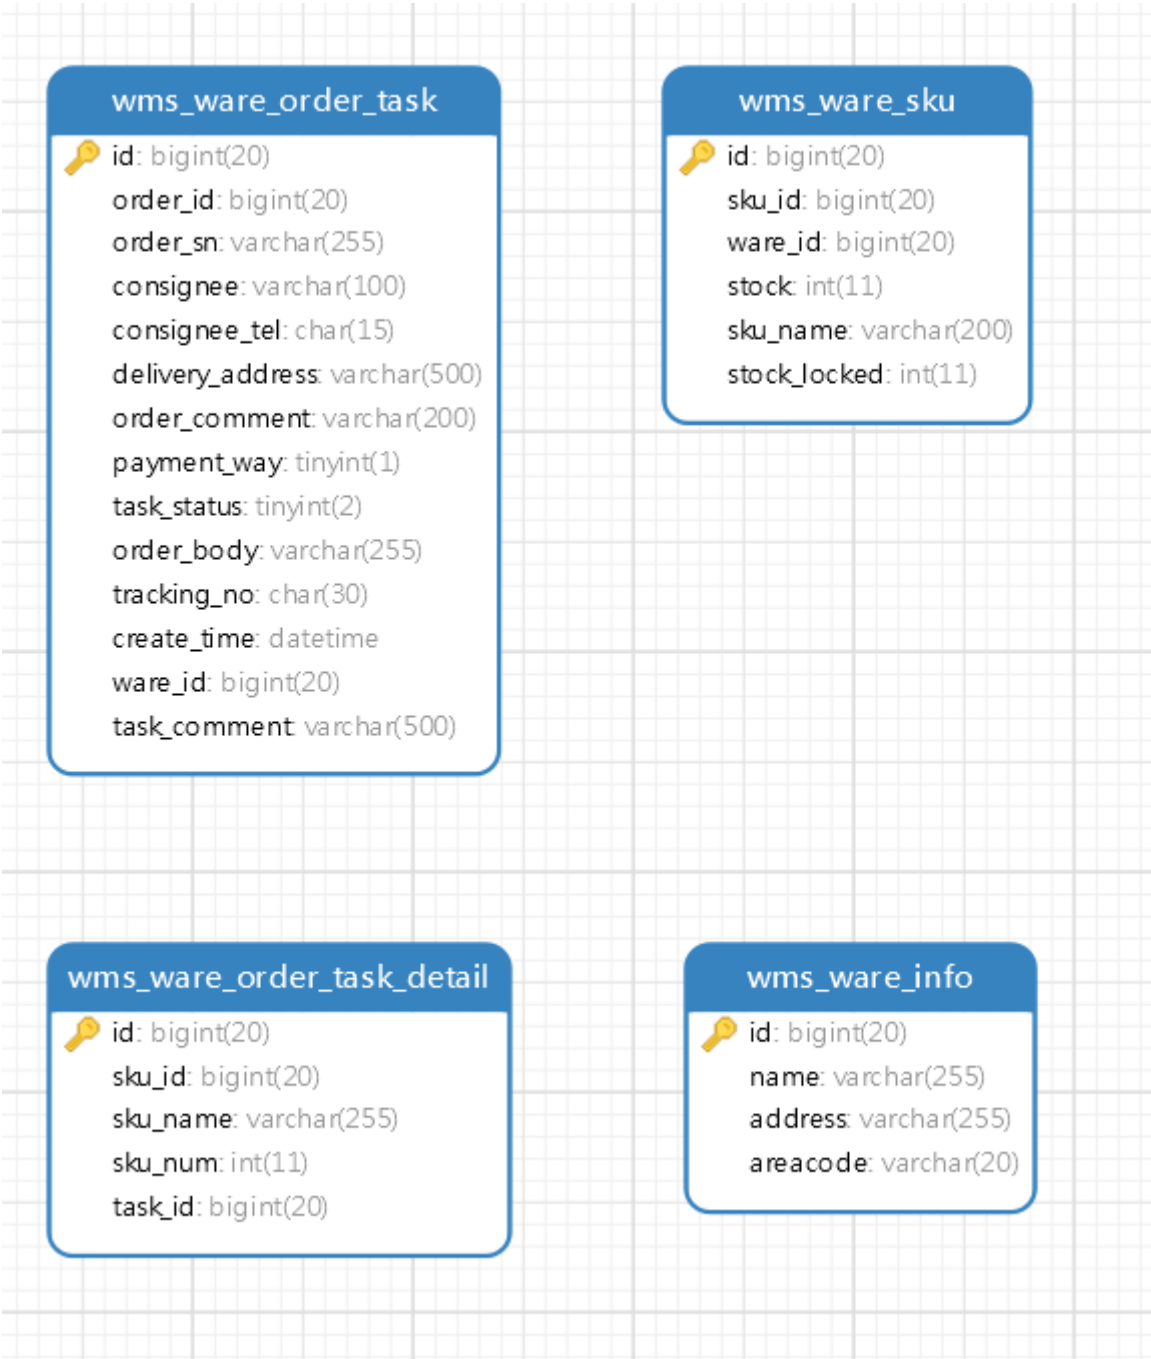 wms_ware_order_task
id: bigint(20)
order_id: bigint(20)
order_sn: varchar(255)
consignee: varchar(100)
consignee_tel: char(15)
delivery_address: varchar(500)
order_comment: varchar(200)
payment_way: tinyint(1)
task_status: tinyint(2)
order_body: varchar(255)
tracking_no: char(30)
create_time: datetime
ware_id: bigint(20)
task_comment: varchar(500)
wms_ware_sku
id: bigint(20)
sku_id: bigint(20)
ware_id: bigint(20)
stock: int(11)
sku_name: varchar(200)
stock_locked: int(11)
wms_ware_order_task_detail
id: bigint(20)
sku_id: bigint(20)
sku_name: varchar(255)
sku_num: int(11)
task_id: bigint(20)
wms_ware_info
id: bigint(20)
name: varchar(255)
address: varchar(255)
areacode: varchar(20)